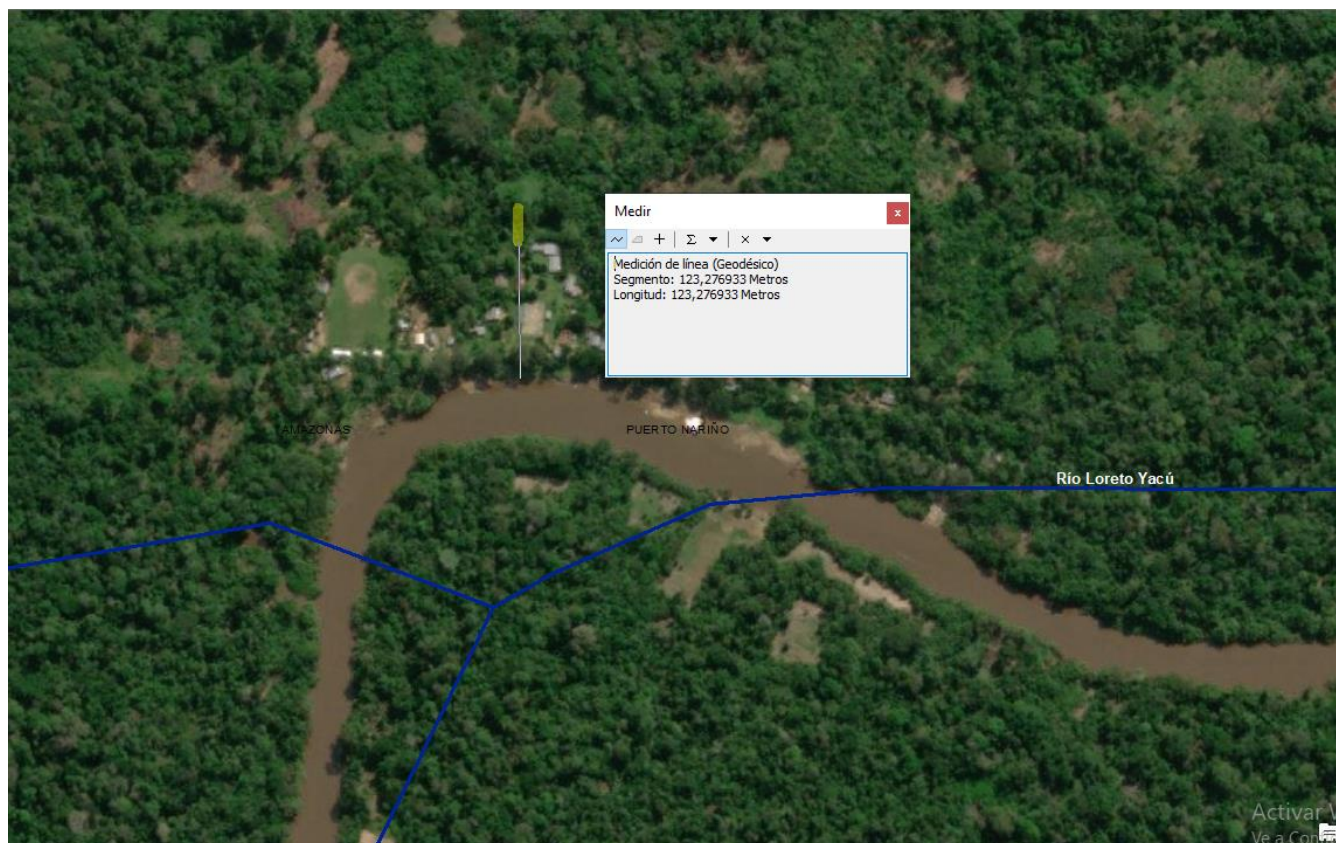 Medir
Medición de línea (Geodésico)
Segmento: 123,276933 Metros
Longitud: 123,276933 Metros
AMAZONAS
PUERTO NARIÑO
Río Loreto Yacú
Activar
Ve a